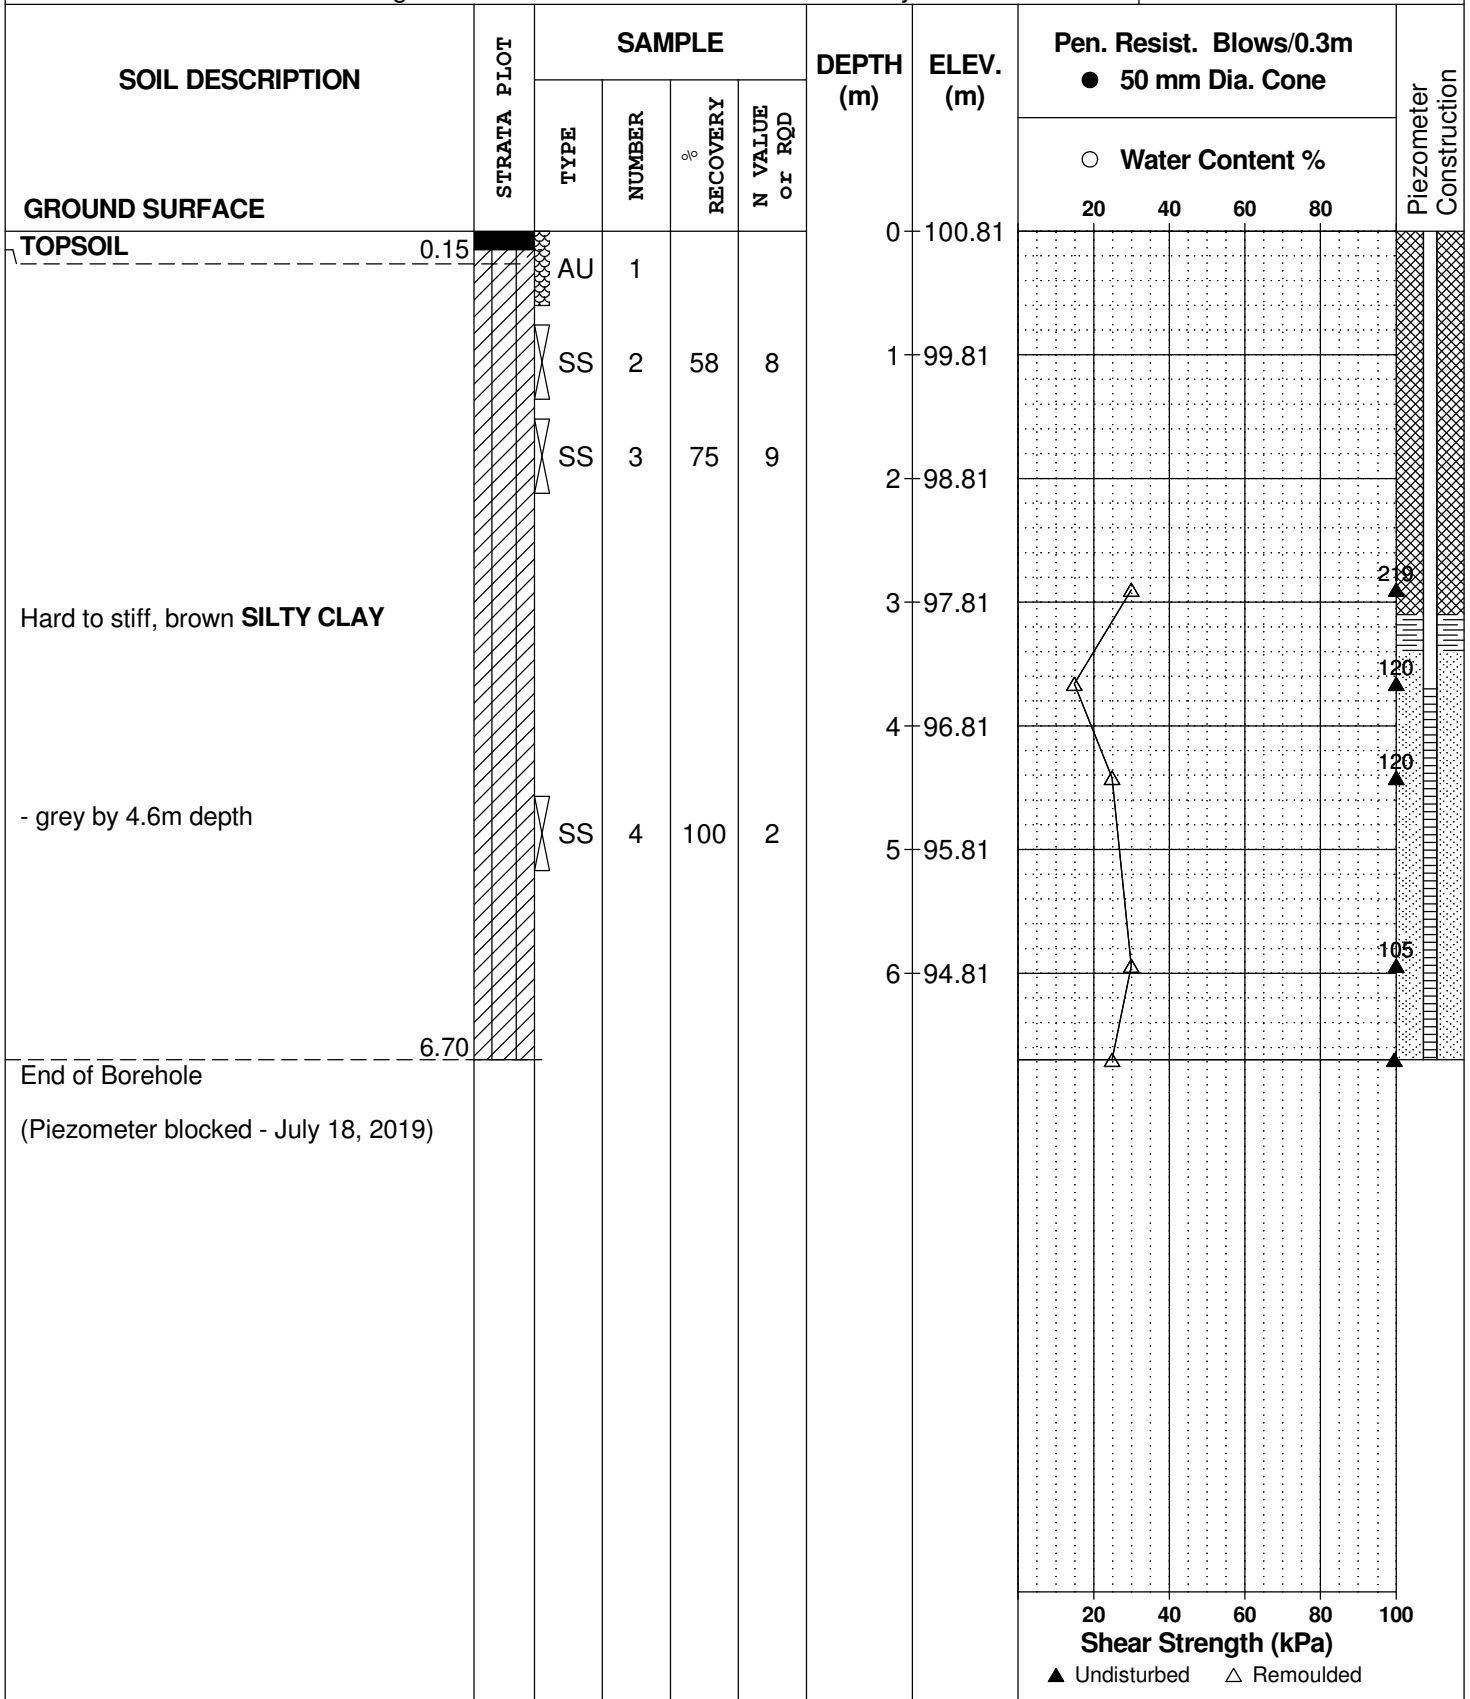 SOIL DESCRIPTION
GROUND SURFACE
STRATA PLOT
SAMPLE
TYPE
NUMBER
% RECOVERY
N VALUE or RQD
DEPTH (m)
ELEV. (m)
Pen. Resist. Blows/0.3m
● 50 mm Dia. Cone
○ Water Content %
20 40 60 80
Piezometer Construction
TOPSOIL 0.15
0 100.81
AU 1
SS 2 58 8
1 99.81
SS 3 75 9
2 98.81
219
Hard to stiff, brown SILTY CLAY
3 97.81
120
4 96.81
120
- grey by 4.6m depth
SS 4 100 2
5 95.81
105
6 94.81
6.70
End of Borehole
(Piezometer blocked - July 18, 2019)
20 40 60 80 100
Shear Strength (kPa)
▲ Undisturbed △ Remoulded